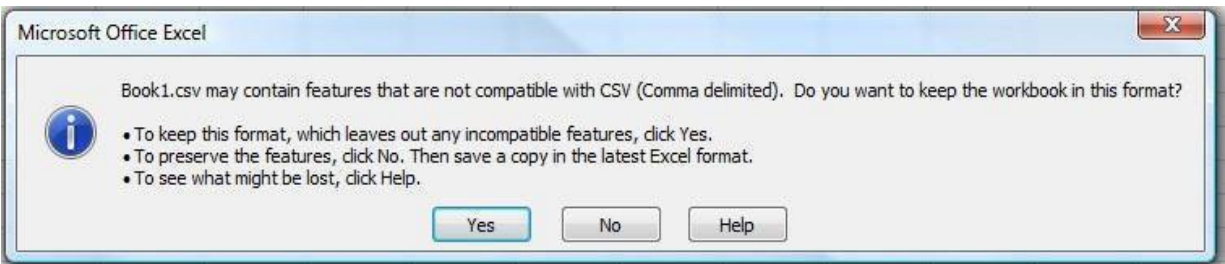 Microsoft Office Excel
Book1.csv may contain features that are not compatible with CSV (Comma delimited). Do you want to keep the workbook in this format?
• To keep this format, which leaves out any incompatible features, click Yes.
• To preserve the features, click No. Then save a copy in the latest Excel format.
• To see what might be lost, click Help.
Yes No Help